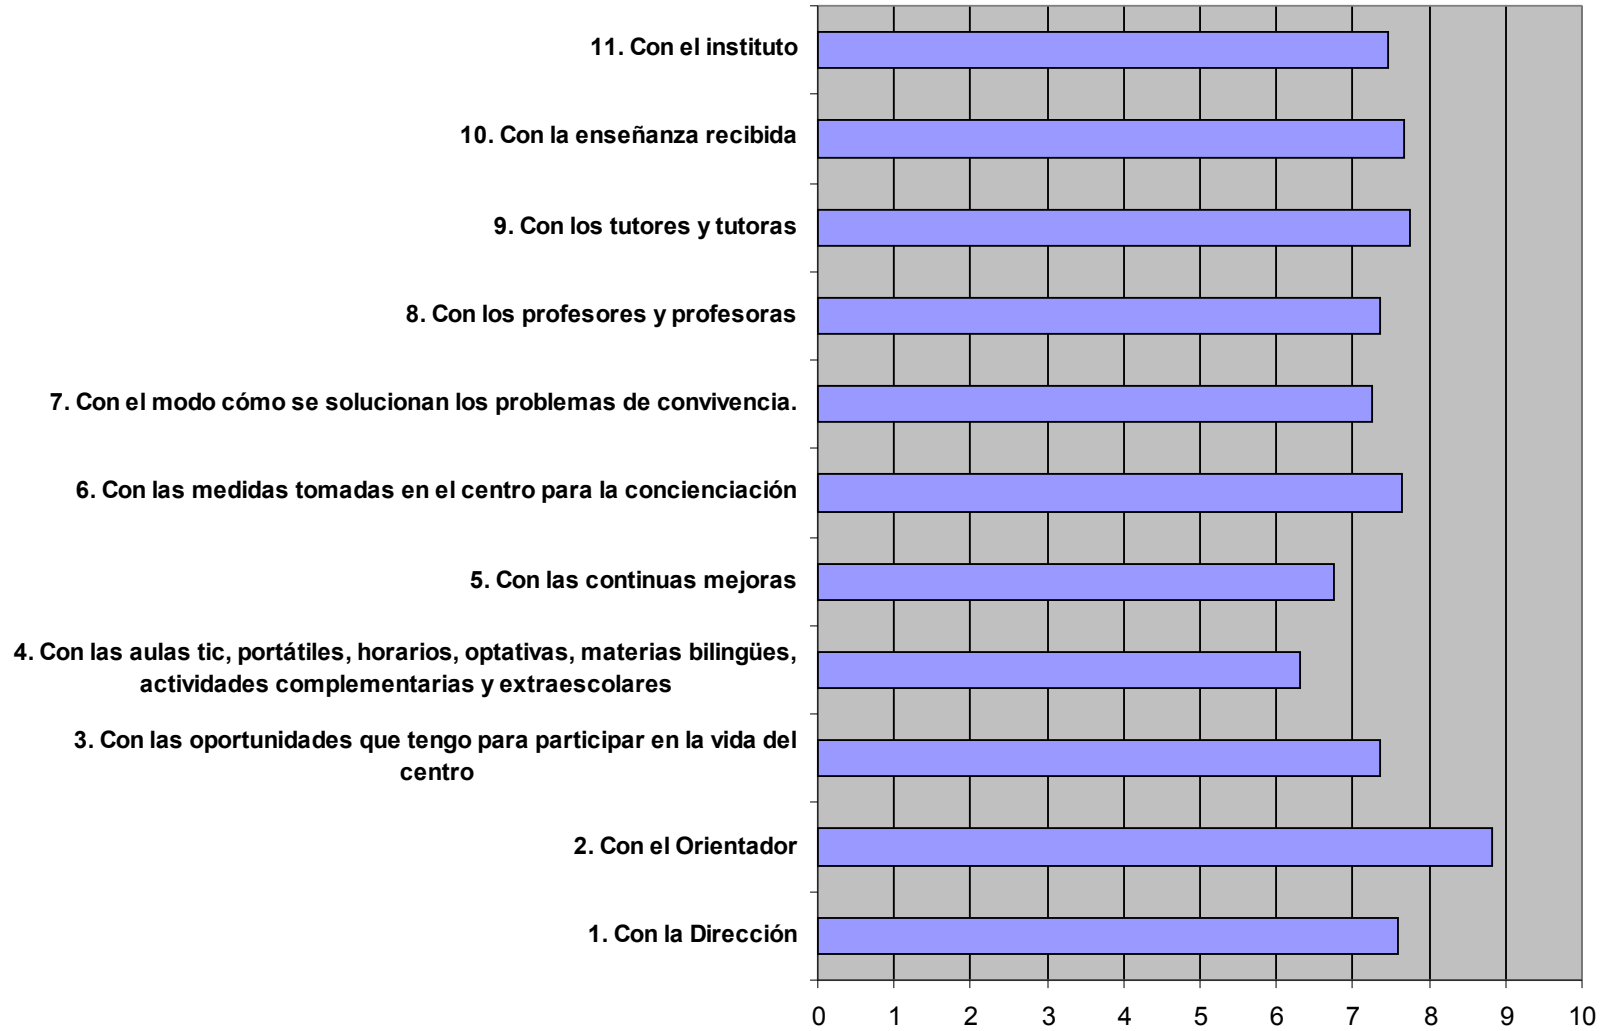 11. Con el instituto
10. Con la enseñanza recibida
9. Con los tutores y tutoras
8. Con los profesores y profesoras
7. Con el modo cómo se solucionan los problemas de convivencia.
6. Con las medidas tomadas en el centro para la concienciación
5. Con las continuas mejoras
4. Con las aulas tic, portátiles, horarios, optativas, materias bilingües,
actividades complementarias y extraescolares
3. Con las oportunidades que tengo para participar en la vida del
centro
2. Con el Orientador
1. Con la Dirección
0 1 2 3 4 5 6 7 8 9 10